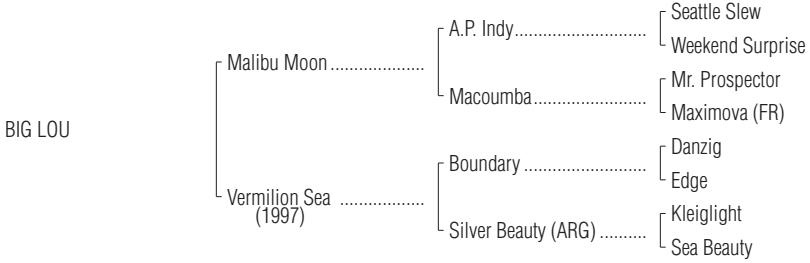 BIG LOU
Malibu Moon ....................
Vermilion Sea ..................
(1997)
A.P. Indy............................
Macoumba........................
Boundary ..........................
Silver Beauty (ARG) ..........
Seattle Slew
Weekend Surprise
Mr. Prospector
Maximova (FR)
Danzig
Edge
Kleiglight
Sea Beauty